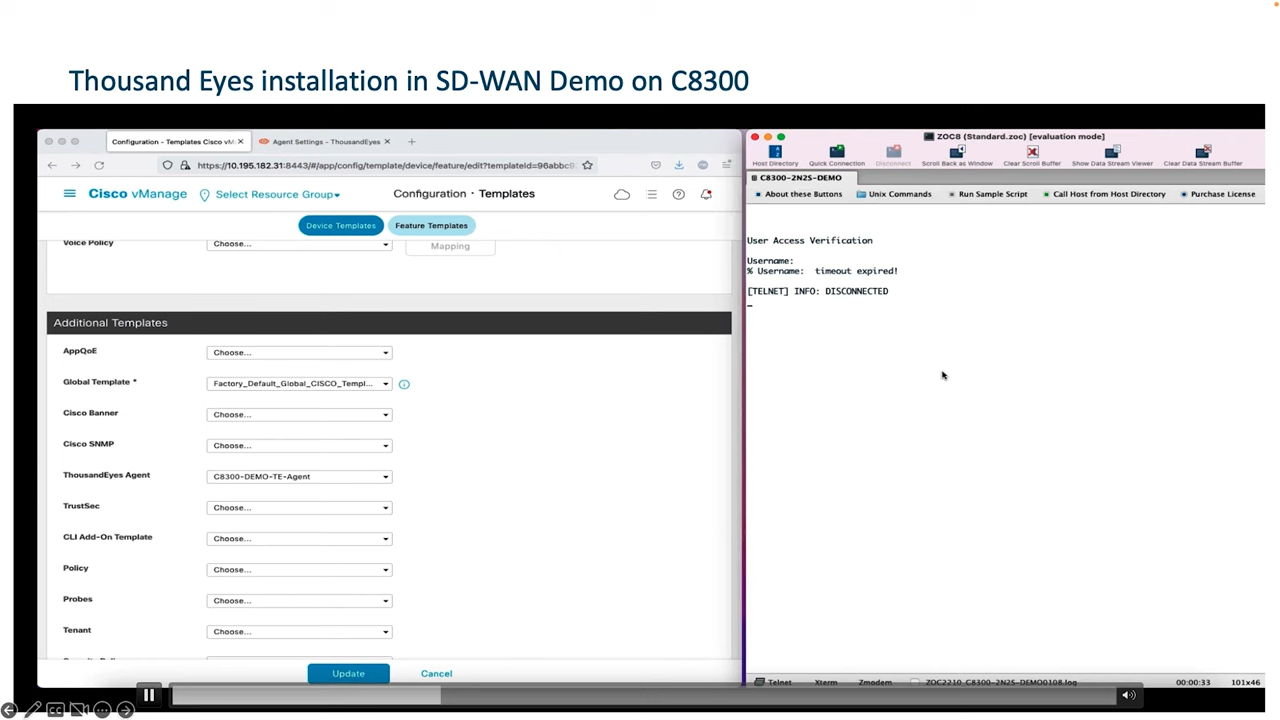 Thousand Eyes installation in SD-WAN Demo on C8300
Configuration - Templates Cisco vM
Agent Settings - ThousandEyes
https://10.195.182.31:8443/#/app/config/template/device/feature/edit?templateId=96abbc9
Cisco vManage
Select Resource Group
Configuration · Templates
Device Templates
Feature Templates
Voice Policy
Choose...
Mapping
Additional Templates
AppQoE
Choose...
Global Template *
Factory_Default_Global_CISCO_Templ...
Cisco Banner
Choose...
Cisco SNMP
Choose...
ThousandEyes Agent
C8300-DEMO-TE-Agent
TrustSec
Choose...
CLI Add-On Template
Choose...
Policy
Choose...
Probes
Choose...
Tenant
Choose...
Update
Cancel
ZOC8 (Standard.zoc) [evaluation mode]
Host Directory
Quick Connection
Disconnect
Scroll Back as Window
Clear Scroll Buffer
Show Data Stream Viewer
Clear Data Stream Buffer
C8300-2N2S-DEMO
About these Buttons
Unix Commands
Run Sample Script
Call Host from Host Directory
Purchase License
User Access Verification
Username:
% Username: timeout expired!
[TELNET] INFO: DISCONNECTED
Telnet
Xterm
Zmodem
ZOC2210_C8300-2N2S-DEMO0108.log
00:00:33
101x46
CC